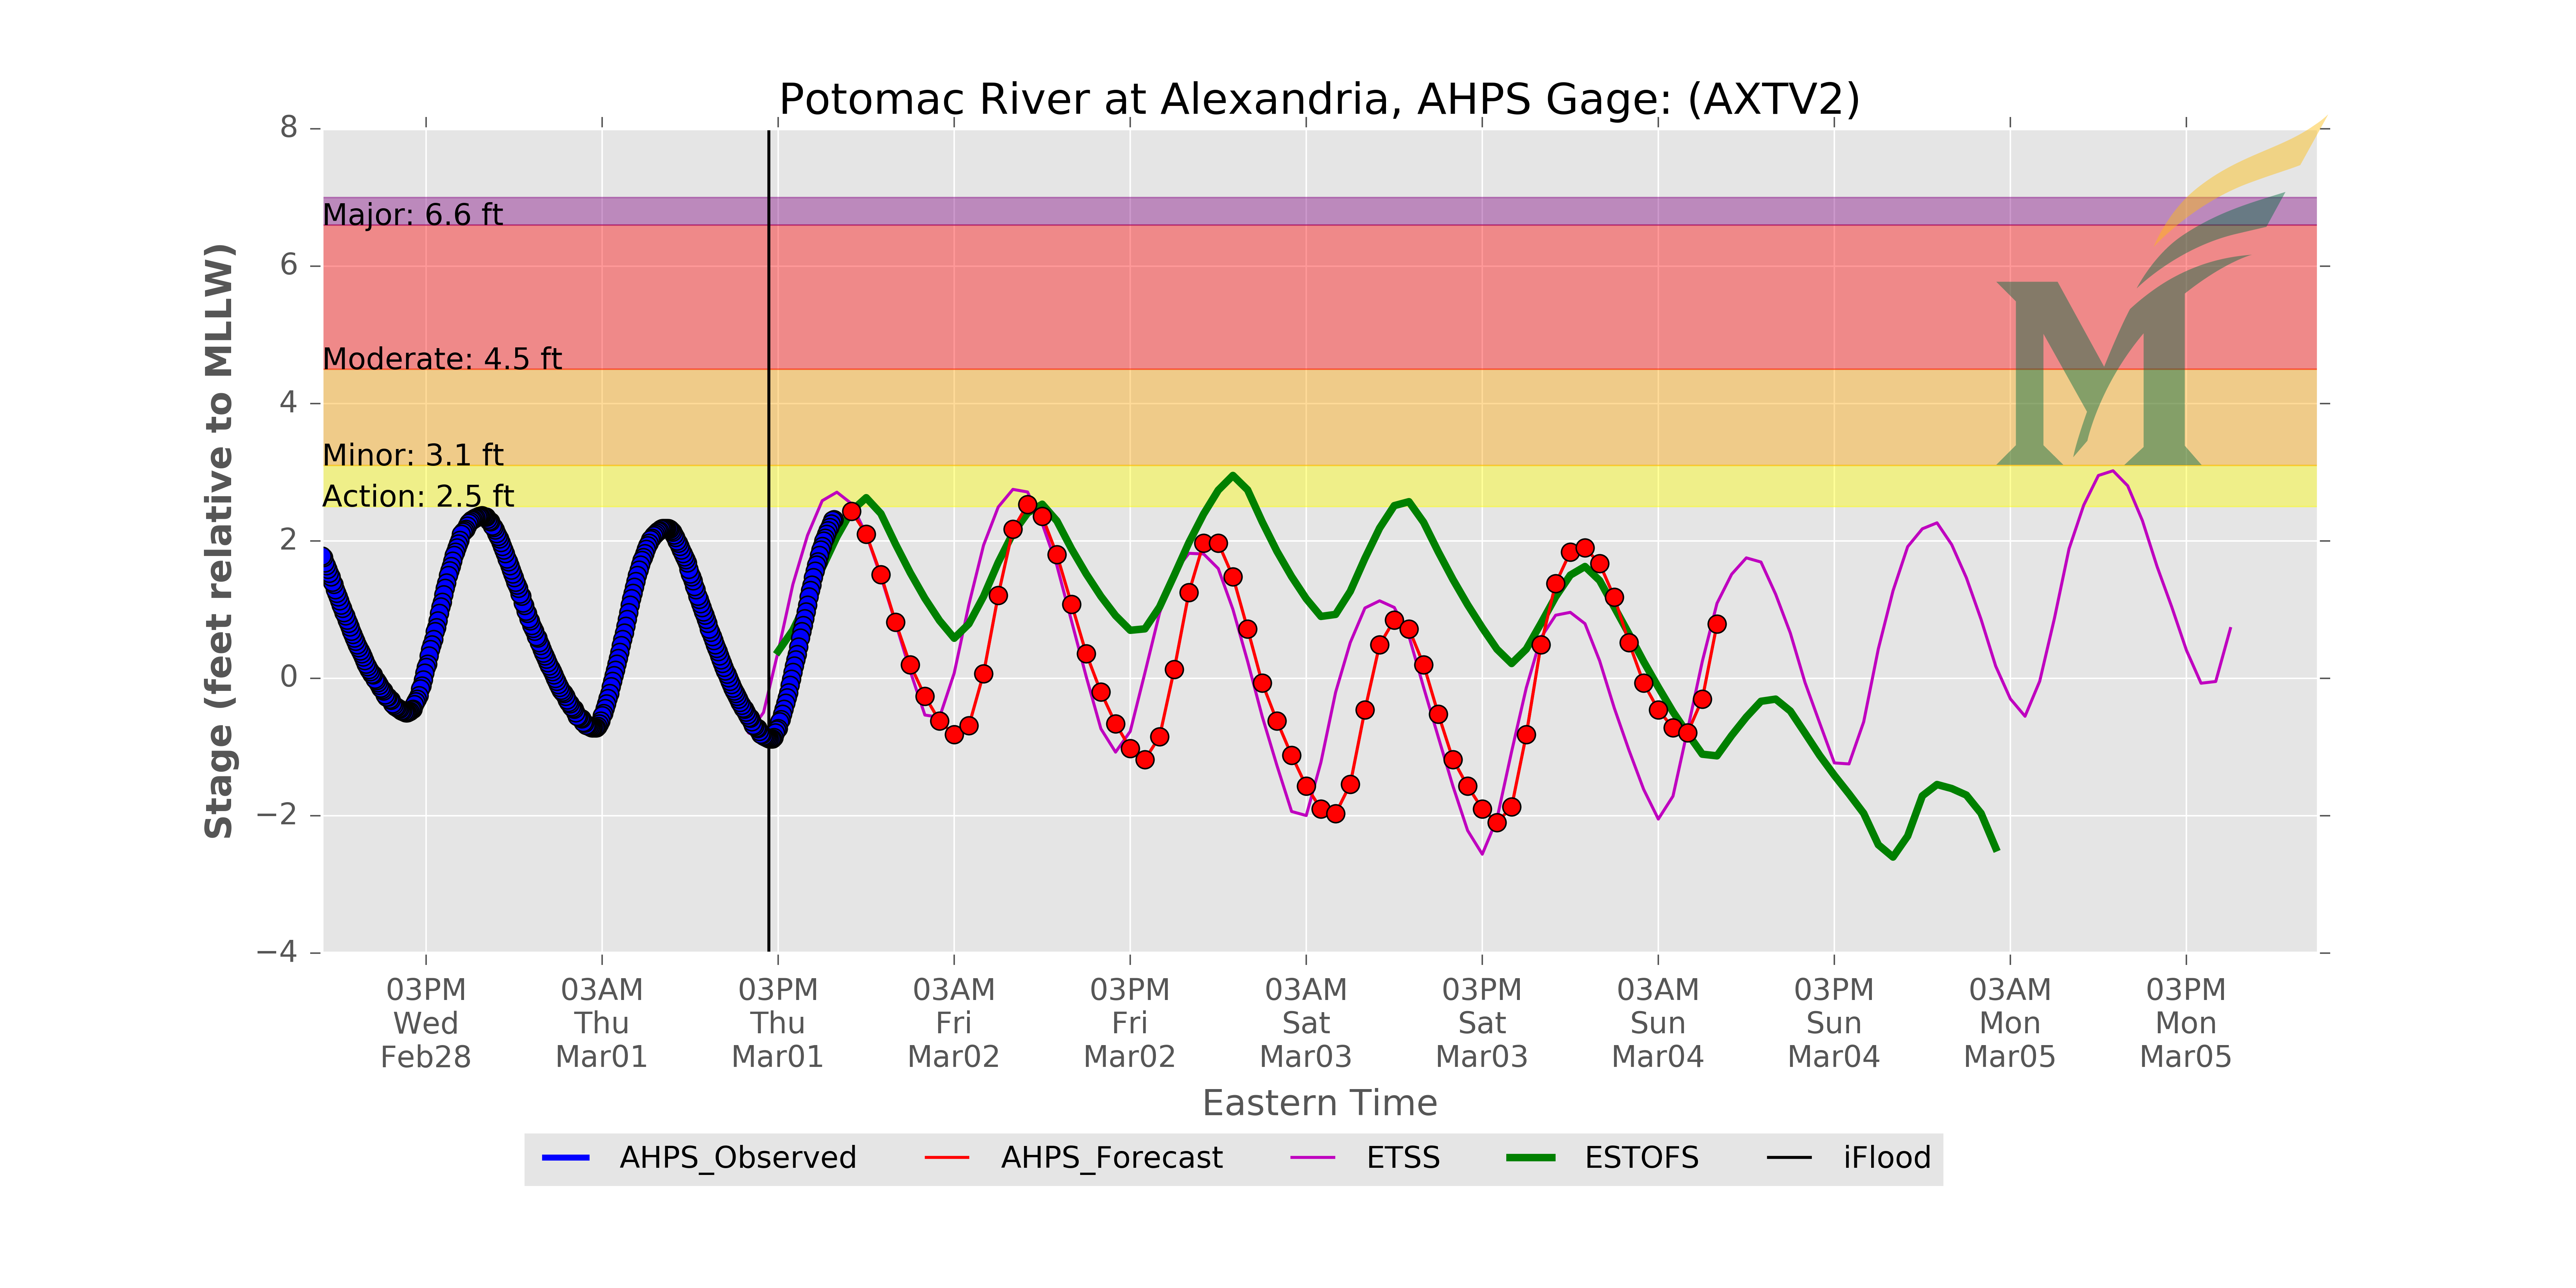 Potomac River at Alexandria, AHPS Gage: (AXTV2)
8
6
4
2
0
−2
−4
Stage (feet relative to MLLW)
Major: 6.6 ft
Moderate: 4.5 ft
Minor: 3.1 ft
Action: 2.5 ft
M
03PM
Wed
Feb28
03AM
Thu
Mar01
03PM
Thu
Mar01
03AM
Fri
Mar02
03PM
Fri
Mar02
03AM
Sat
Mar03
03PM
Sat
Mar03
03AM
Sun
Mar04
03PM
Sun
Mar04
03AM
Mon
Mar05
03PM
Mon
Mar05
Eastern Time
AHPS_Observed
AHPS_Forecast
ETSS
ESTOFS
iFlood